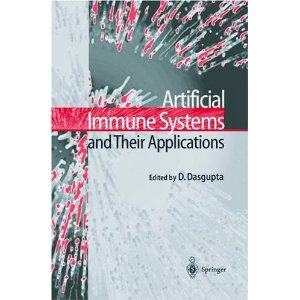 Artificial
Immune Systems
and Their Applications
Edited by D. Dasgupta
Springer